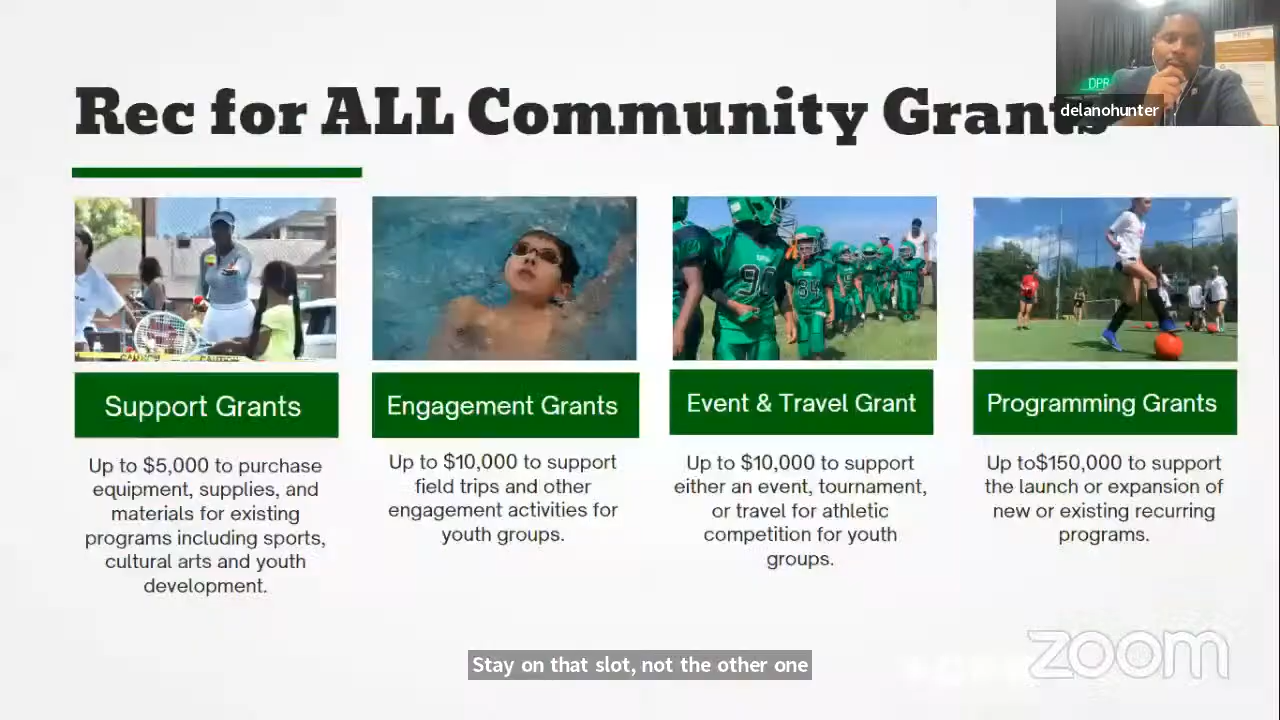 Rec for ALL Community Grants
DPR
delanohunter
CAUTION
Support Grants
Engagement Grants
Event & Travel Grant
Programming Grants
Up to $5,000 to purchase
equipment, supplies, and
materials for existing
programs including sports,
cultural arts and youth
development.
Up to $10,000 to support
field trips and other
engagement activities for
youth groups.
Up to $10,000 to support
either an event, tournament,
or travel for athletic
competition for youth
groups.
Up to$150,000 to support
the launch or expansion of
new or existing recurring
programs.
90
34
Stay on that slot, not the other one
zoom